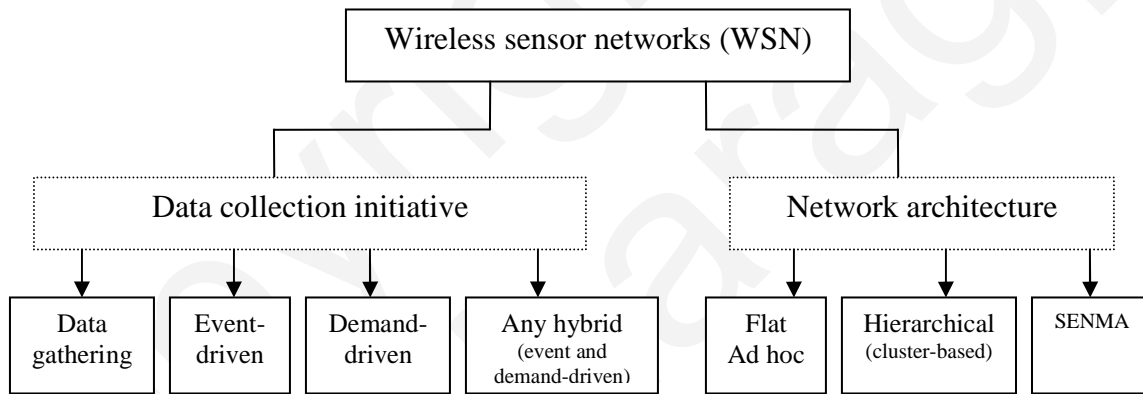 Wireless sensor networks (WSN)
Data collection initiative
Network architecture
Data
gathering
Event-
driven
Demand-
driven
Any hybrid
(event and
demand-driven)
Flat
Ad hoc
Hierarchical
(cluster-based)
SENMA